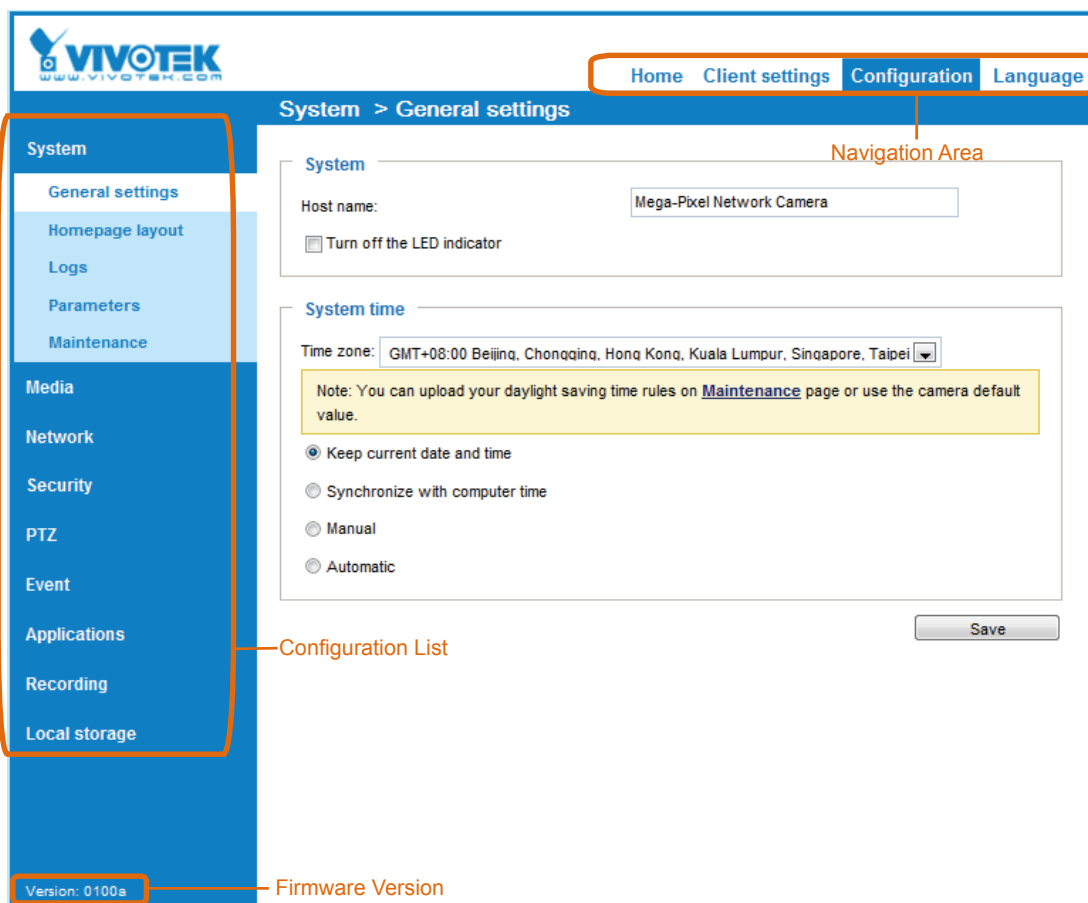 VIVOTEK
www.vivotek.com
Home Client settings Configuration Language
System > General settings
Navigation Area
System
General settings
Homepage layout
Logs
Parameters
Maintenance
Media
Network
Security
PTZ
Event
Applications
Recording
Local storage
Configuration List
Version: 0100a
Firmware Version
System
Host name: Mega-Pixel Network Camera
Turn off the LED indicator
System time
Time zone: GMT+08:00 Beijing, Chongqing, Hong Kong, Kuala Lumpur, Singapore, Taipei
Note: You can upload your daylight saving time rules on Maintenance page or use the camera default
value.
Keep current date and time
Synchronize with computer time
Manual
Automatic
Save